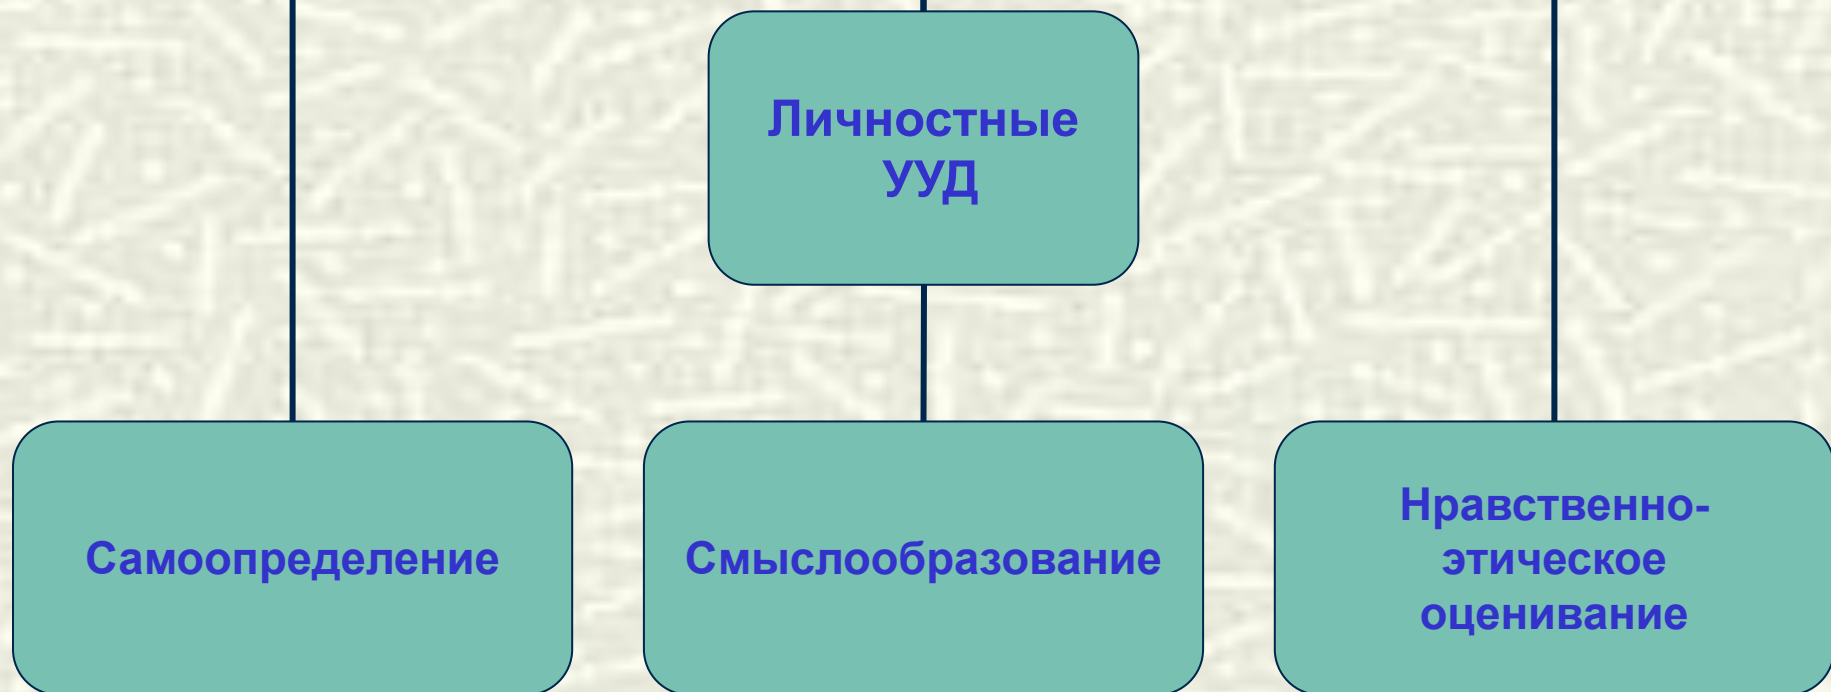 Личностные
УУД
Самоопределение
Смыслообразование
Нравственно-
этическое
оценивание